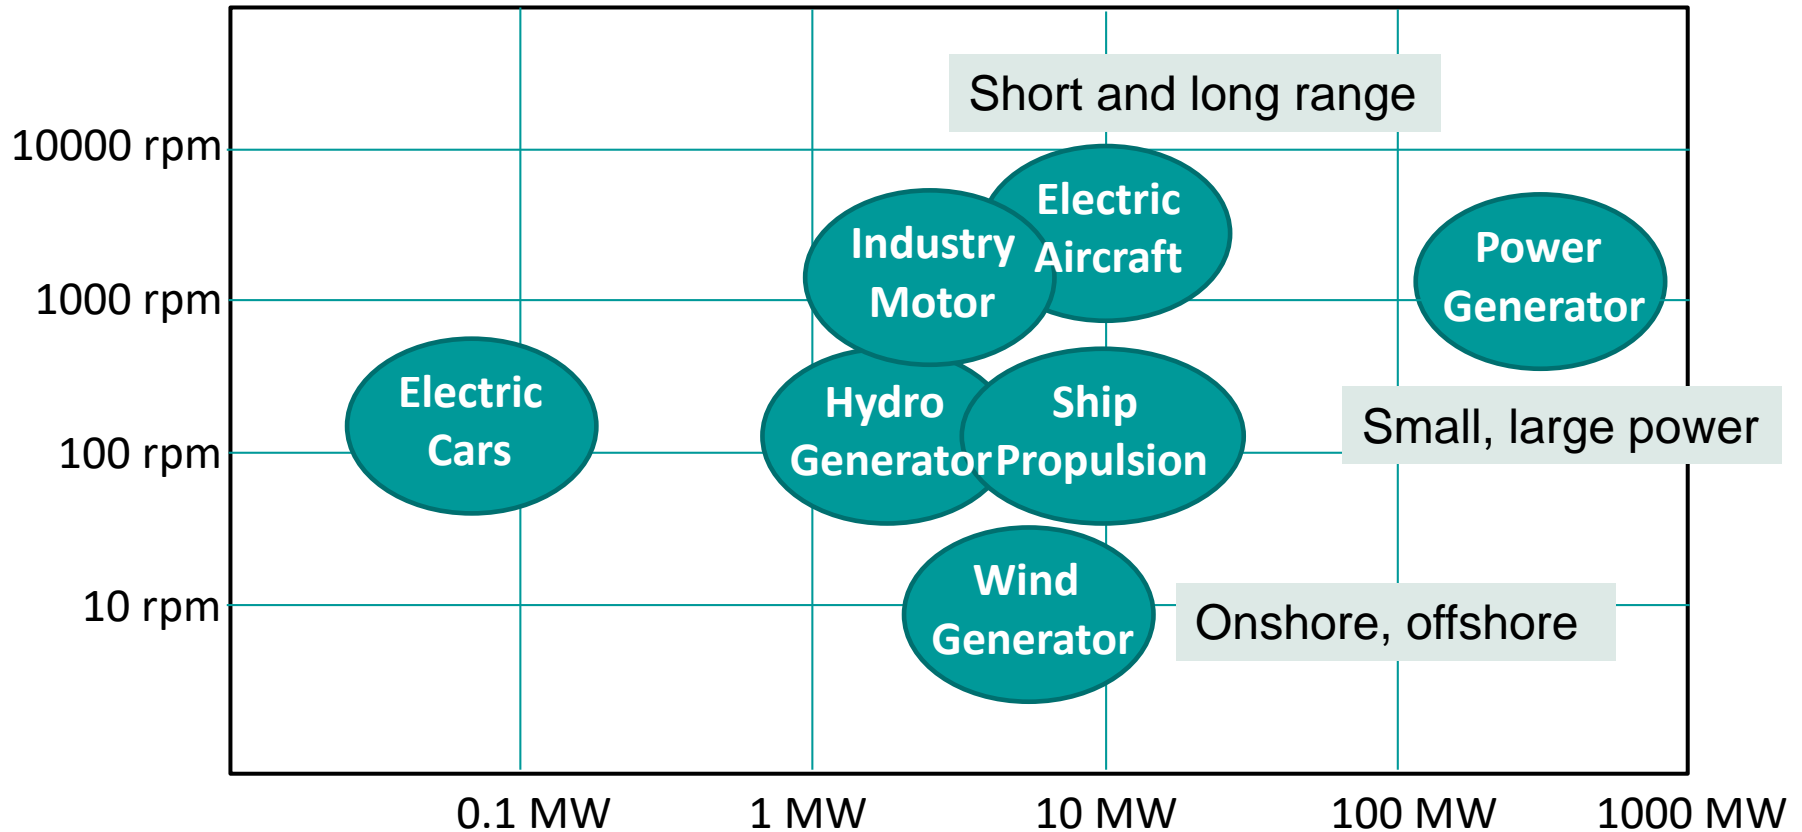 Short and long range
10000 rpm
Electric
Aircraft
Industry
Motor
Power
Generator
1000 rpm
Electric
Cars
Hydro
Generator
Ship
Propulsion
Small, large power
100 rpm
Wind
Generator
Onshore, offshore
10 rpm
0.1 MW
1 MW
10 MW
100 MW
1000 MW